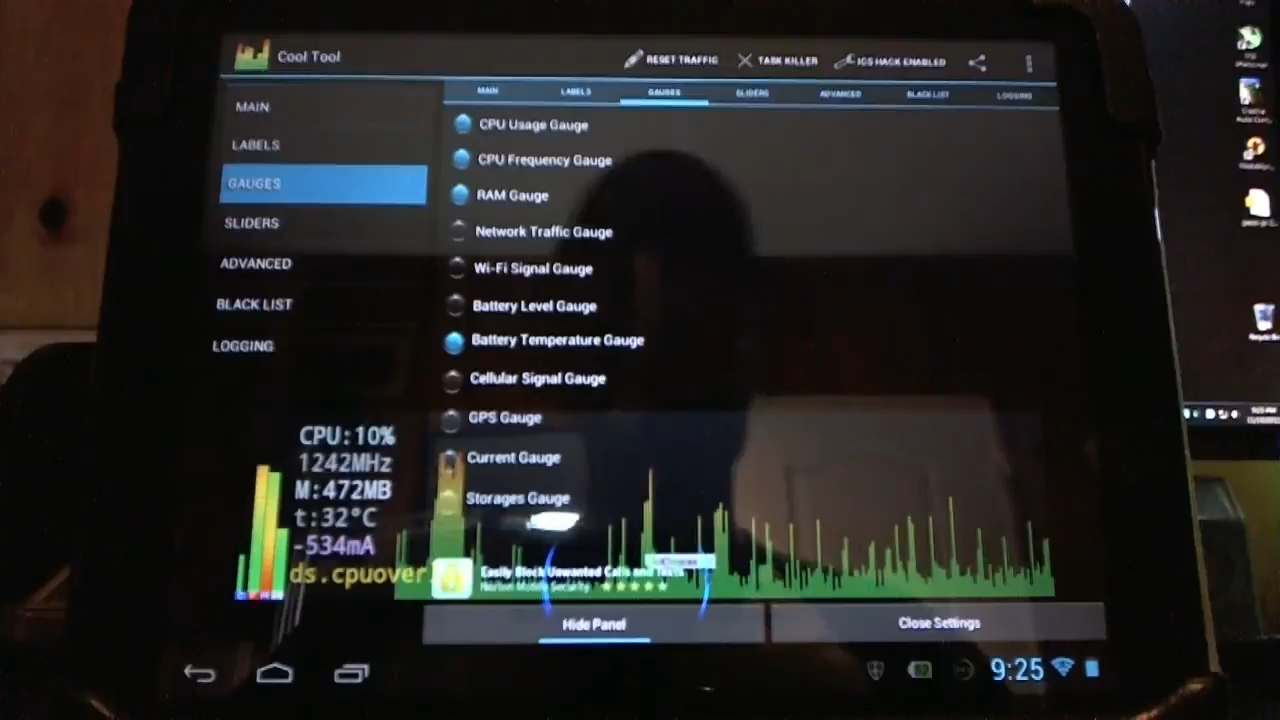 Cool Tool
RESET TRAFFIC
TASK KILLER
ICS HACK ENABLED
MAIN
LABELS
GAUGES
SLIDERS
ADVANCED
BLACK LIST
LOGGING
MAIN
LABELS
GAUGES
SLIDERS
ADVANCED
BLACK LIST
LOGGING
CPU Usage Gauge
CPU Frequency Gauge
RAM Gauge
Network Traffic Gauge
Wi-Fi Signal Gauge
Battery Level Gauge
Battery Temperature Gauge
Cellular Signal Gauge
GPS Gauge
Current Gauge
Storages Gauge
CPU:10%
1242MHz
M:472MB
t:32°C
-534mA
ds.cpuover
Easily Block Unwanted Calls and Texts
Norton Mobile Security
Hide Panel
Close Settings
9:25